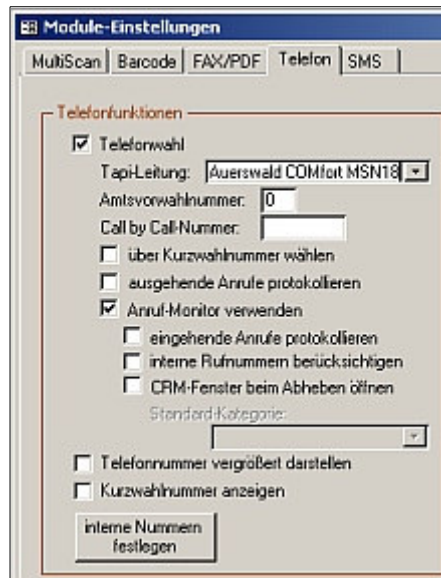 Module-Einstellungen
MultiScan Barcode FAX/PDF Telefon SMS
Telefonfunktionen
Telefonwahl
Tapi-Leitung: Auerswald COMfort MSN18
Amtsvorwahlnummer: 0
Call by Call-Nummer:
über Kurzwahlnummer wählen
ausgehende Anrufe protokollieren
Anruf-Monitor verwenden
eingehende Anrufe protokollieren
interne Rufnummern berücksichtigen
CRM-Fenster beim Abheben öffnen
Standard-Kategorie:
Telefonnummer vergrößert darstellen
Kurzwahlnummer anzeigen
interne Nummern
festlegen